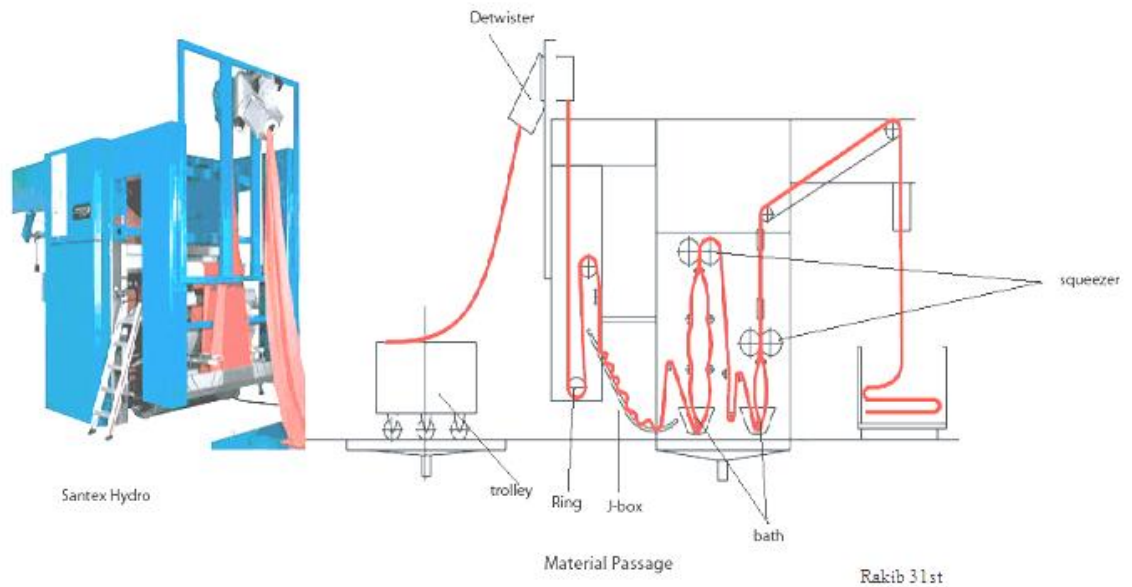 Detwister
squeezer
trolley
Ring
J-box
bath
Santex Hydro
Material Passage
Rakib 31st